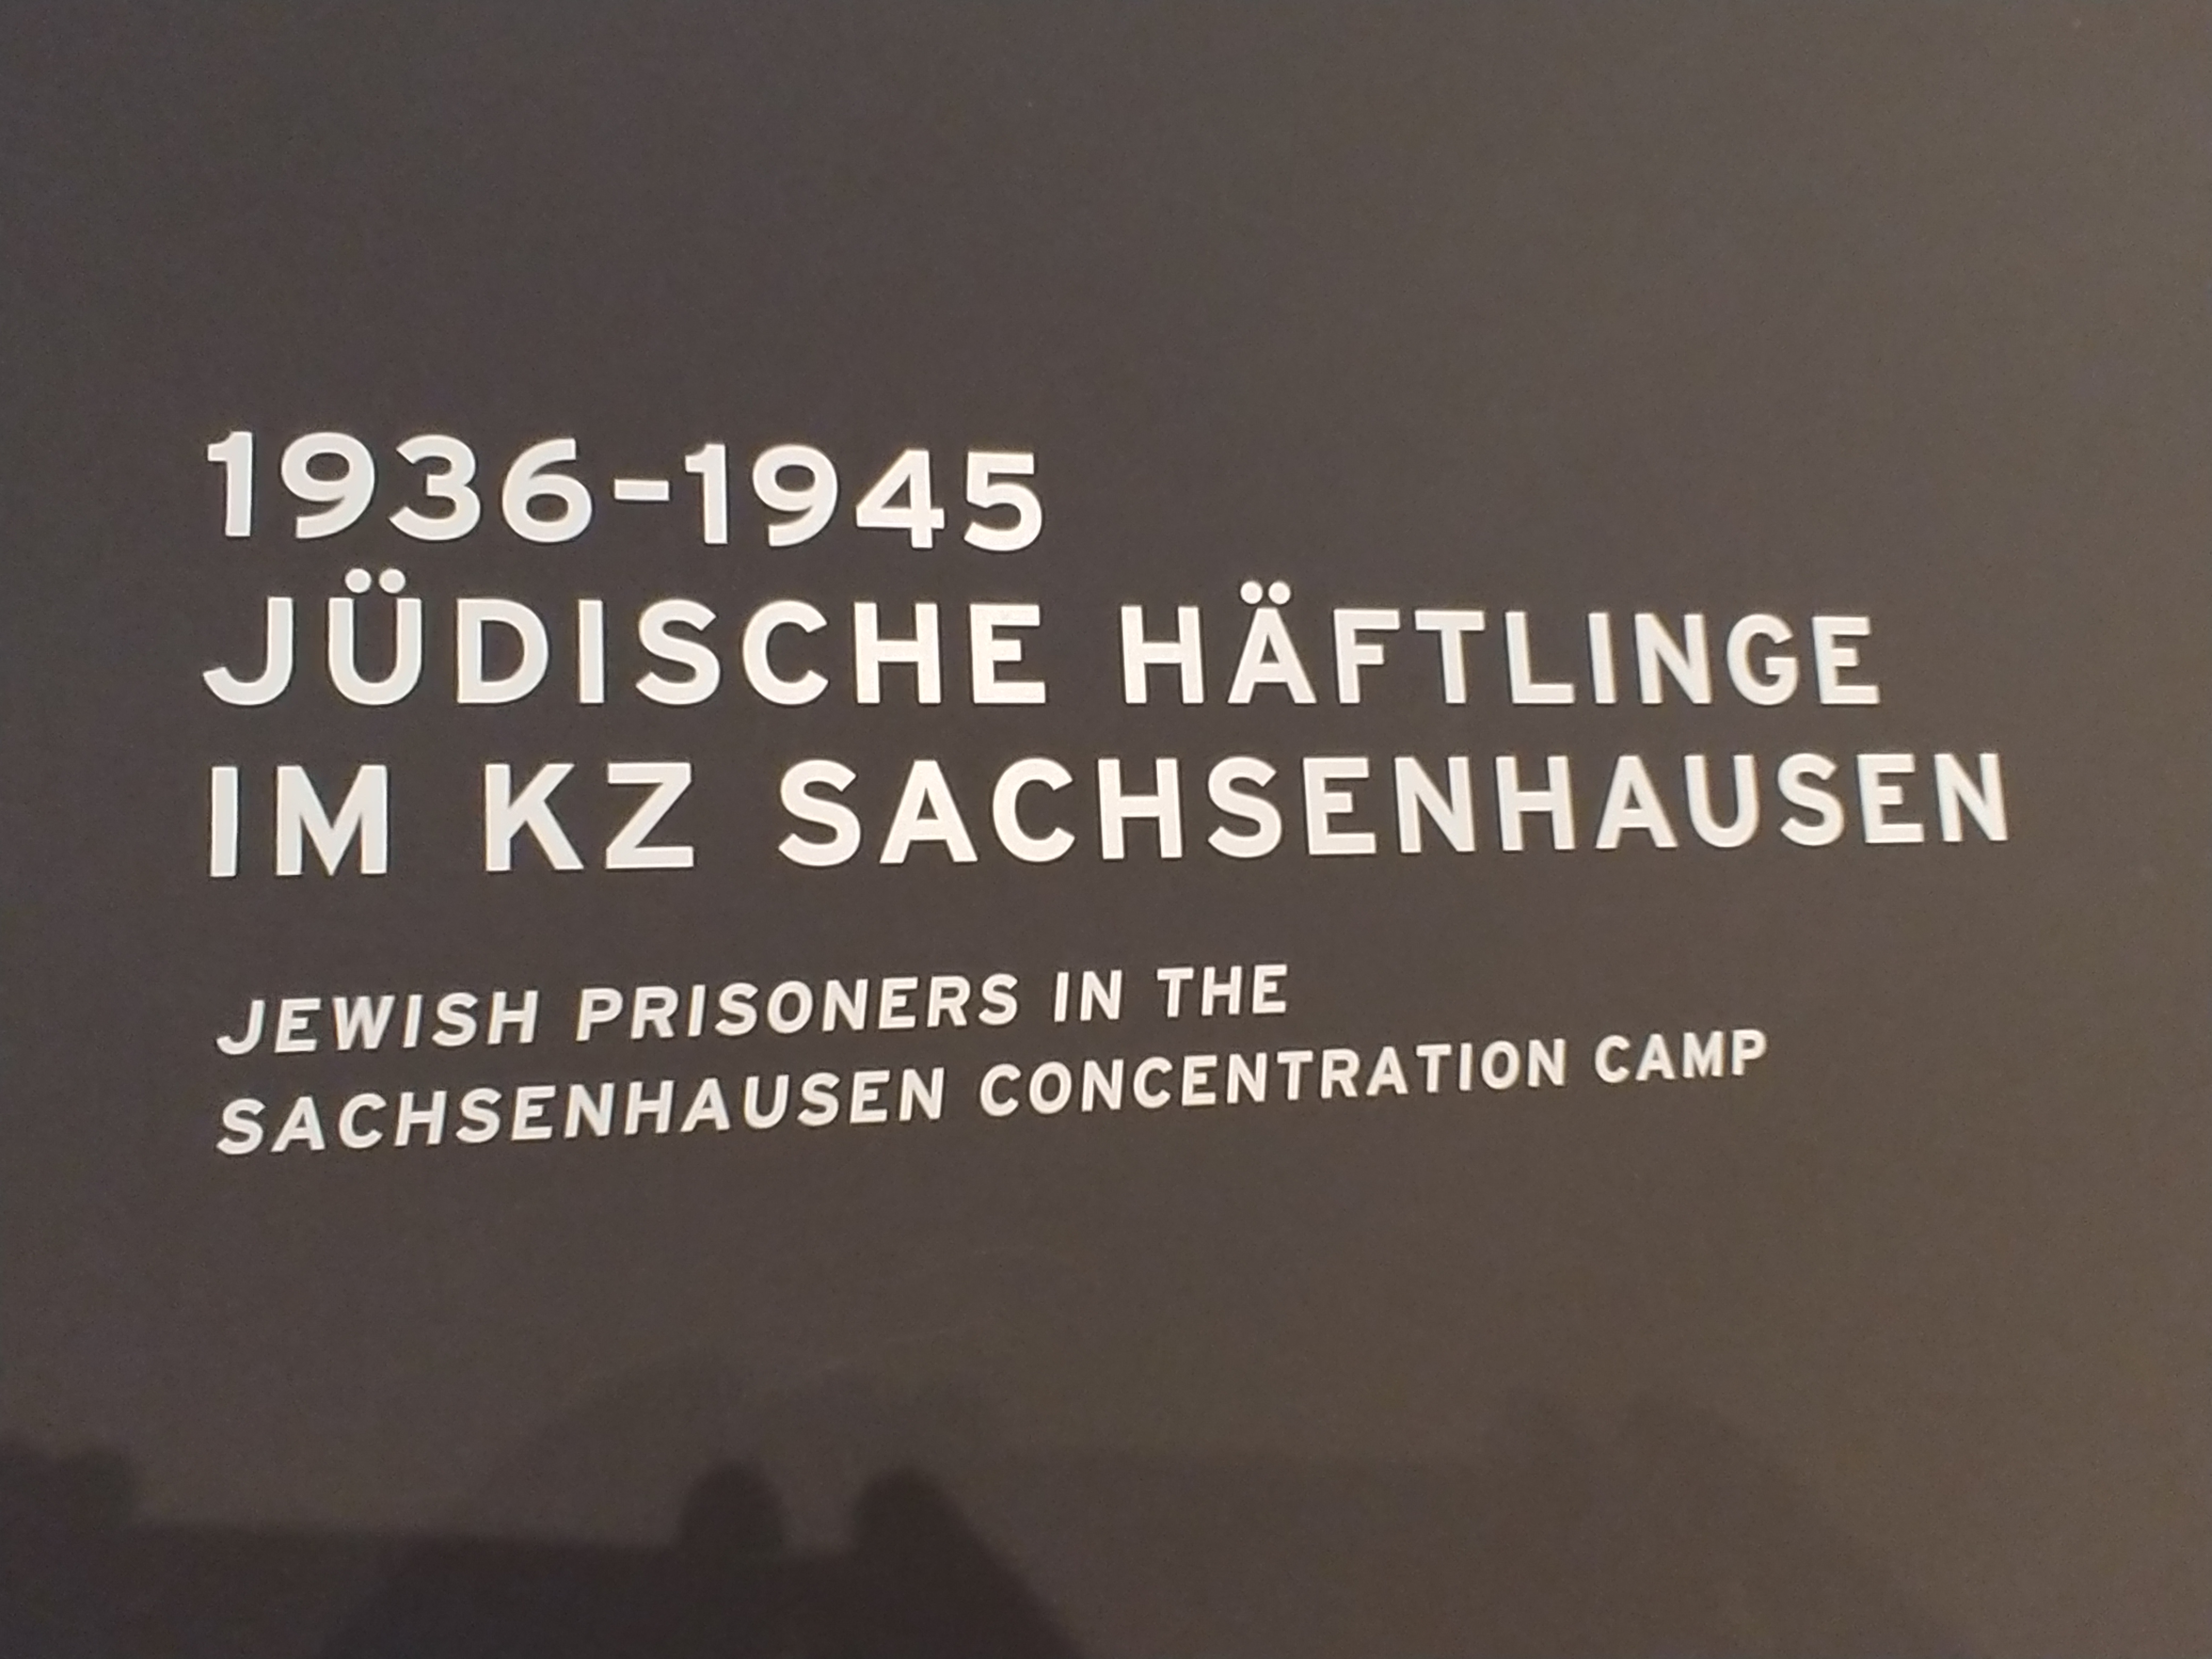 1936-1945
JÜDISCHE HÄFTLINGE
IM KZ SACHSENHAUSEN
JEWISH PRISONERS IN THE
SACHSENHAUSEN CONCENTRATION CAMP